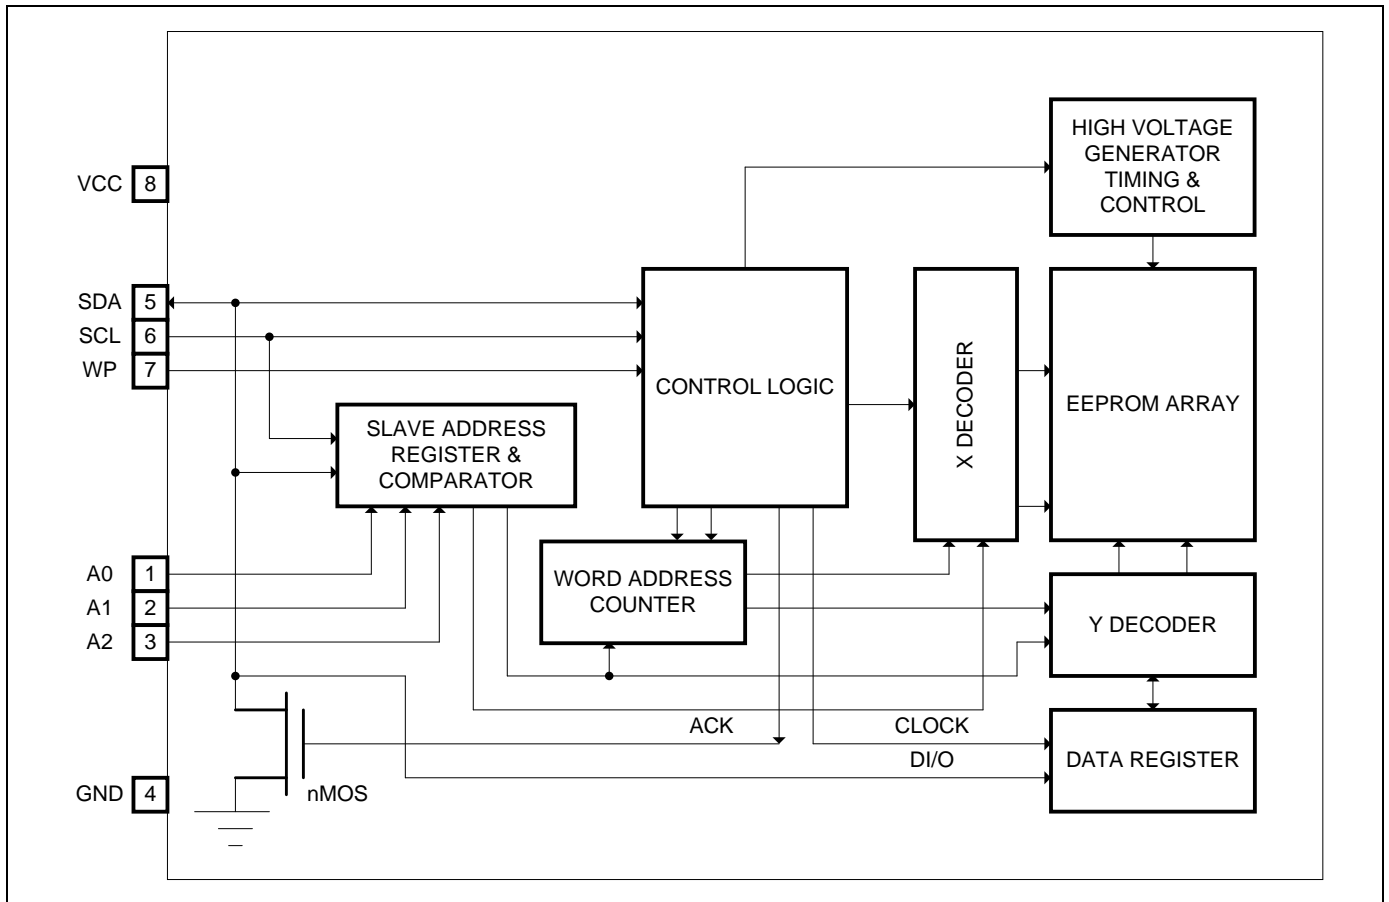 HIGH VOLTAGE
GENERATOR
TIMING &
CONTROL
VCC 8
SDA 5
SCL 6
WP 7
CONTROL LOGIC
X DECODER
EEPROM ARRAY
SLAVE ADDRESS
REGISTER &
COMPARATOR
A0 1
A1 2
A2 3
WORD ADDRESS
COUNTER
Y DECODER
ACK
CLOCK
DI/O
DATA REGISTER
GND 4
nMOS